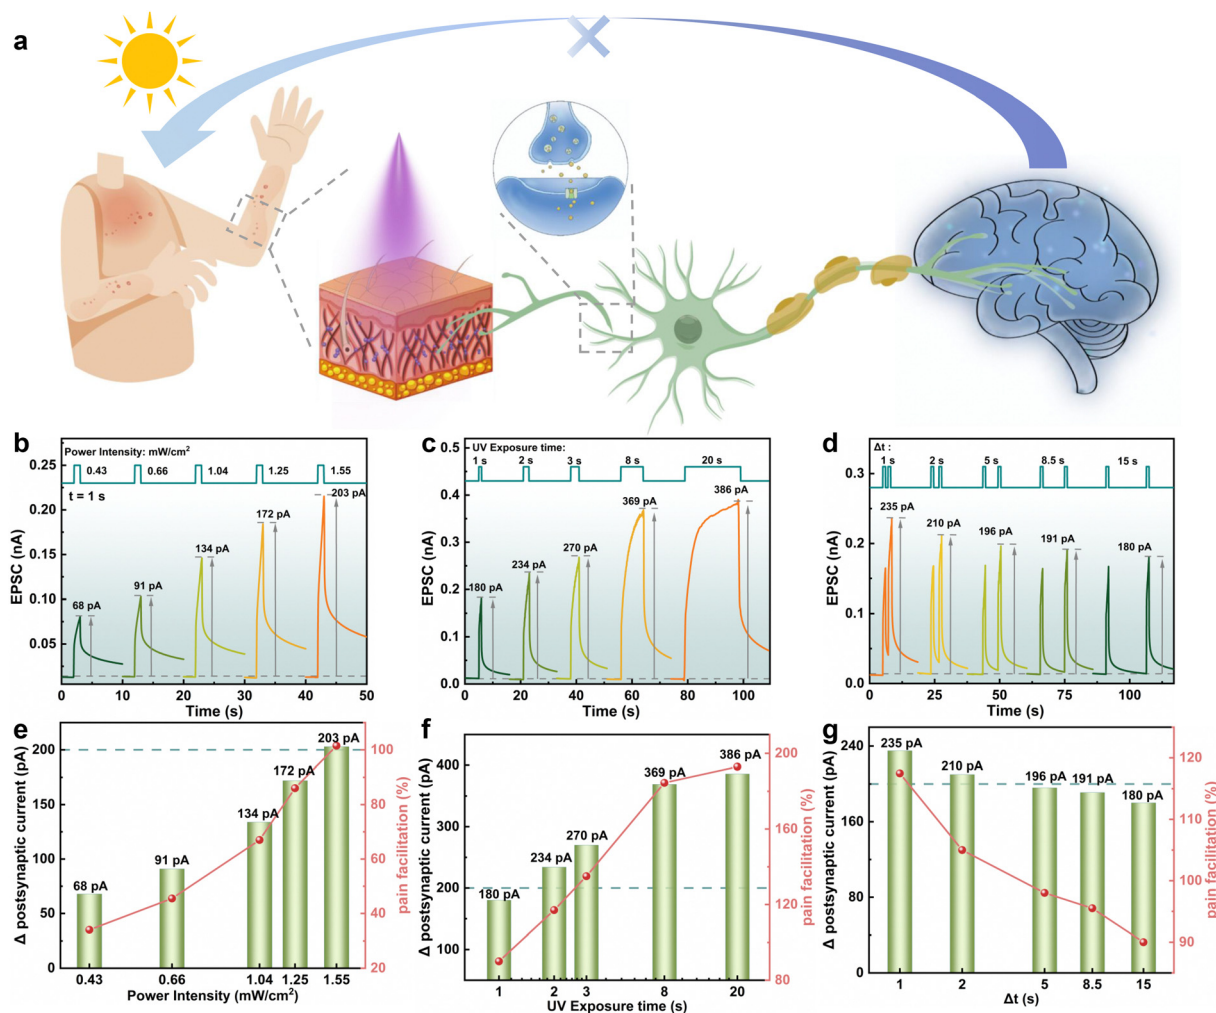 a
b
Power Intensity: mW/cm²
0.43
0.66
1.04
1.25
1.55
t = 1 s
68 pA
91 pA
134 pA
172 pA
203 pA
EPSC (nA)
0.25
0.20
0.15
0.10
0.05
0
10
20
30
40
50
Time (s)
c
UV Exposure time:
1 s
2 s
3 s
8 s
20 s
180 pA
234 pA
270 pA
369 pA
386 pA
EPSC (nA)
0.5
0.4
0.3
0.2
0.1
0.0
0
20
40
60
80
100
Time (s)
d
Δt :
1 s
2 s
5 s
8.5 s
15 s
235 pA
210 pA
196 pA
191 pA
180 pA
EPSC (nA)
0.3
0.2
0.1
0.0
0
25
50
75
100
Time (s)
e
68 pA
91 pA
134 pA
172 pA
203 pA
Δ postsynaptic current (pA)
200
150
100
50
0
0.43
0.66
1.04
1.25
1.55
Power Intensity (mW/cm²)
100
80
60
40
20
pain facilitation (%)
f
180 pA
234 pA
270 pA
369 pA
386 pA
Δ postsynaptic current (pA)
400
350
300
250
200
150
100
1
2
3
8
20
UV Exposure time (s)
200
160
120
80
pain facilitation (%)
g
235 pA
210 pA
196 pA
191 pA
180 pA
Δ postsynaptic current (pA)
240
160
80
0
1
2
5
8.5
15
Δt (s)
120
110
100
90
pain facilitation (%)